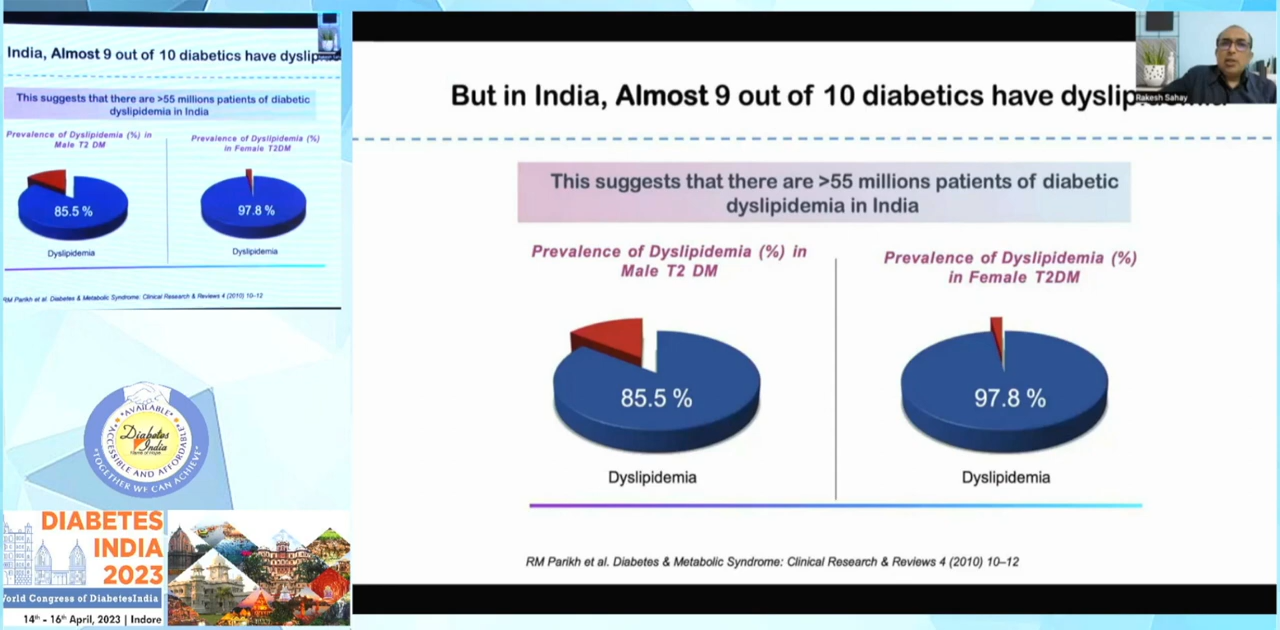 India, Almost 9 out of 10 diabetics have dyslip
This suggests that there are >55 millions patients of diabetic
dyslipidemia in India
Prevalence of Dyslipidemia (%) in
Male T2 DM
Prevalence of Dyslipidemia (%)
in Female T2DM
85.5 %
97.8 %
Dyslipidemia
Dyslipidemia
RM Parikh et al. Diabetes & Metabolic Syndrome: Clinical Research & Reviews 4 (2010) 10–12
AVAILABLE
ACCESSIBLE AND AFFORDABLE
Diabetes
India
TOGETHER WE CAN ACHIEVE
DIABETES
INDIA
2023
World Congress of DiabetesIndia
14th - 16th April, 2023 | Indore
But in India, Almost 9 out of 10 diabetics have dyslip
Rakesh Sahay
This suggests that there are >55 millions patients of diabetic
dyslipidemia in India
Prevalence of Dyslipidemia (%) in
Male T2 DM
Prevalence of Dyslipidemia (%)
in Female T2DM
85.5 %
97.8 %
Dyslipidemia
Dyslipidemia
RM Parikh et al. Diabetes & Metabolic Syndrome: Clinical Research & Reviews 4 (2010) 10–12